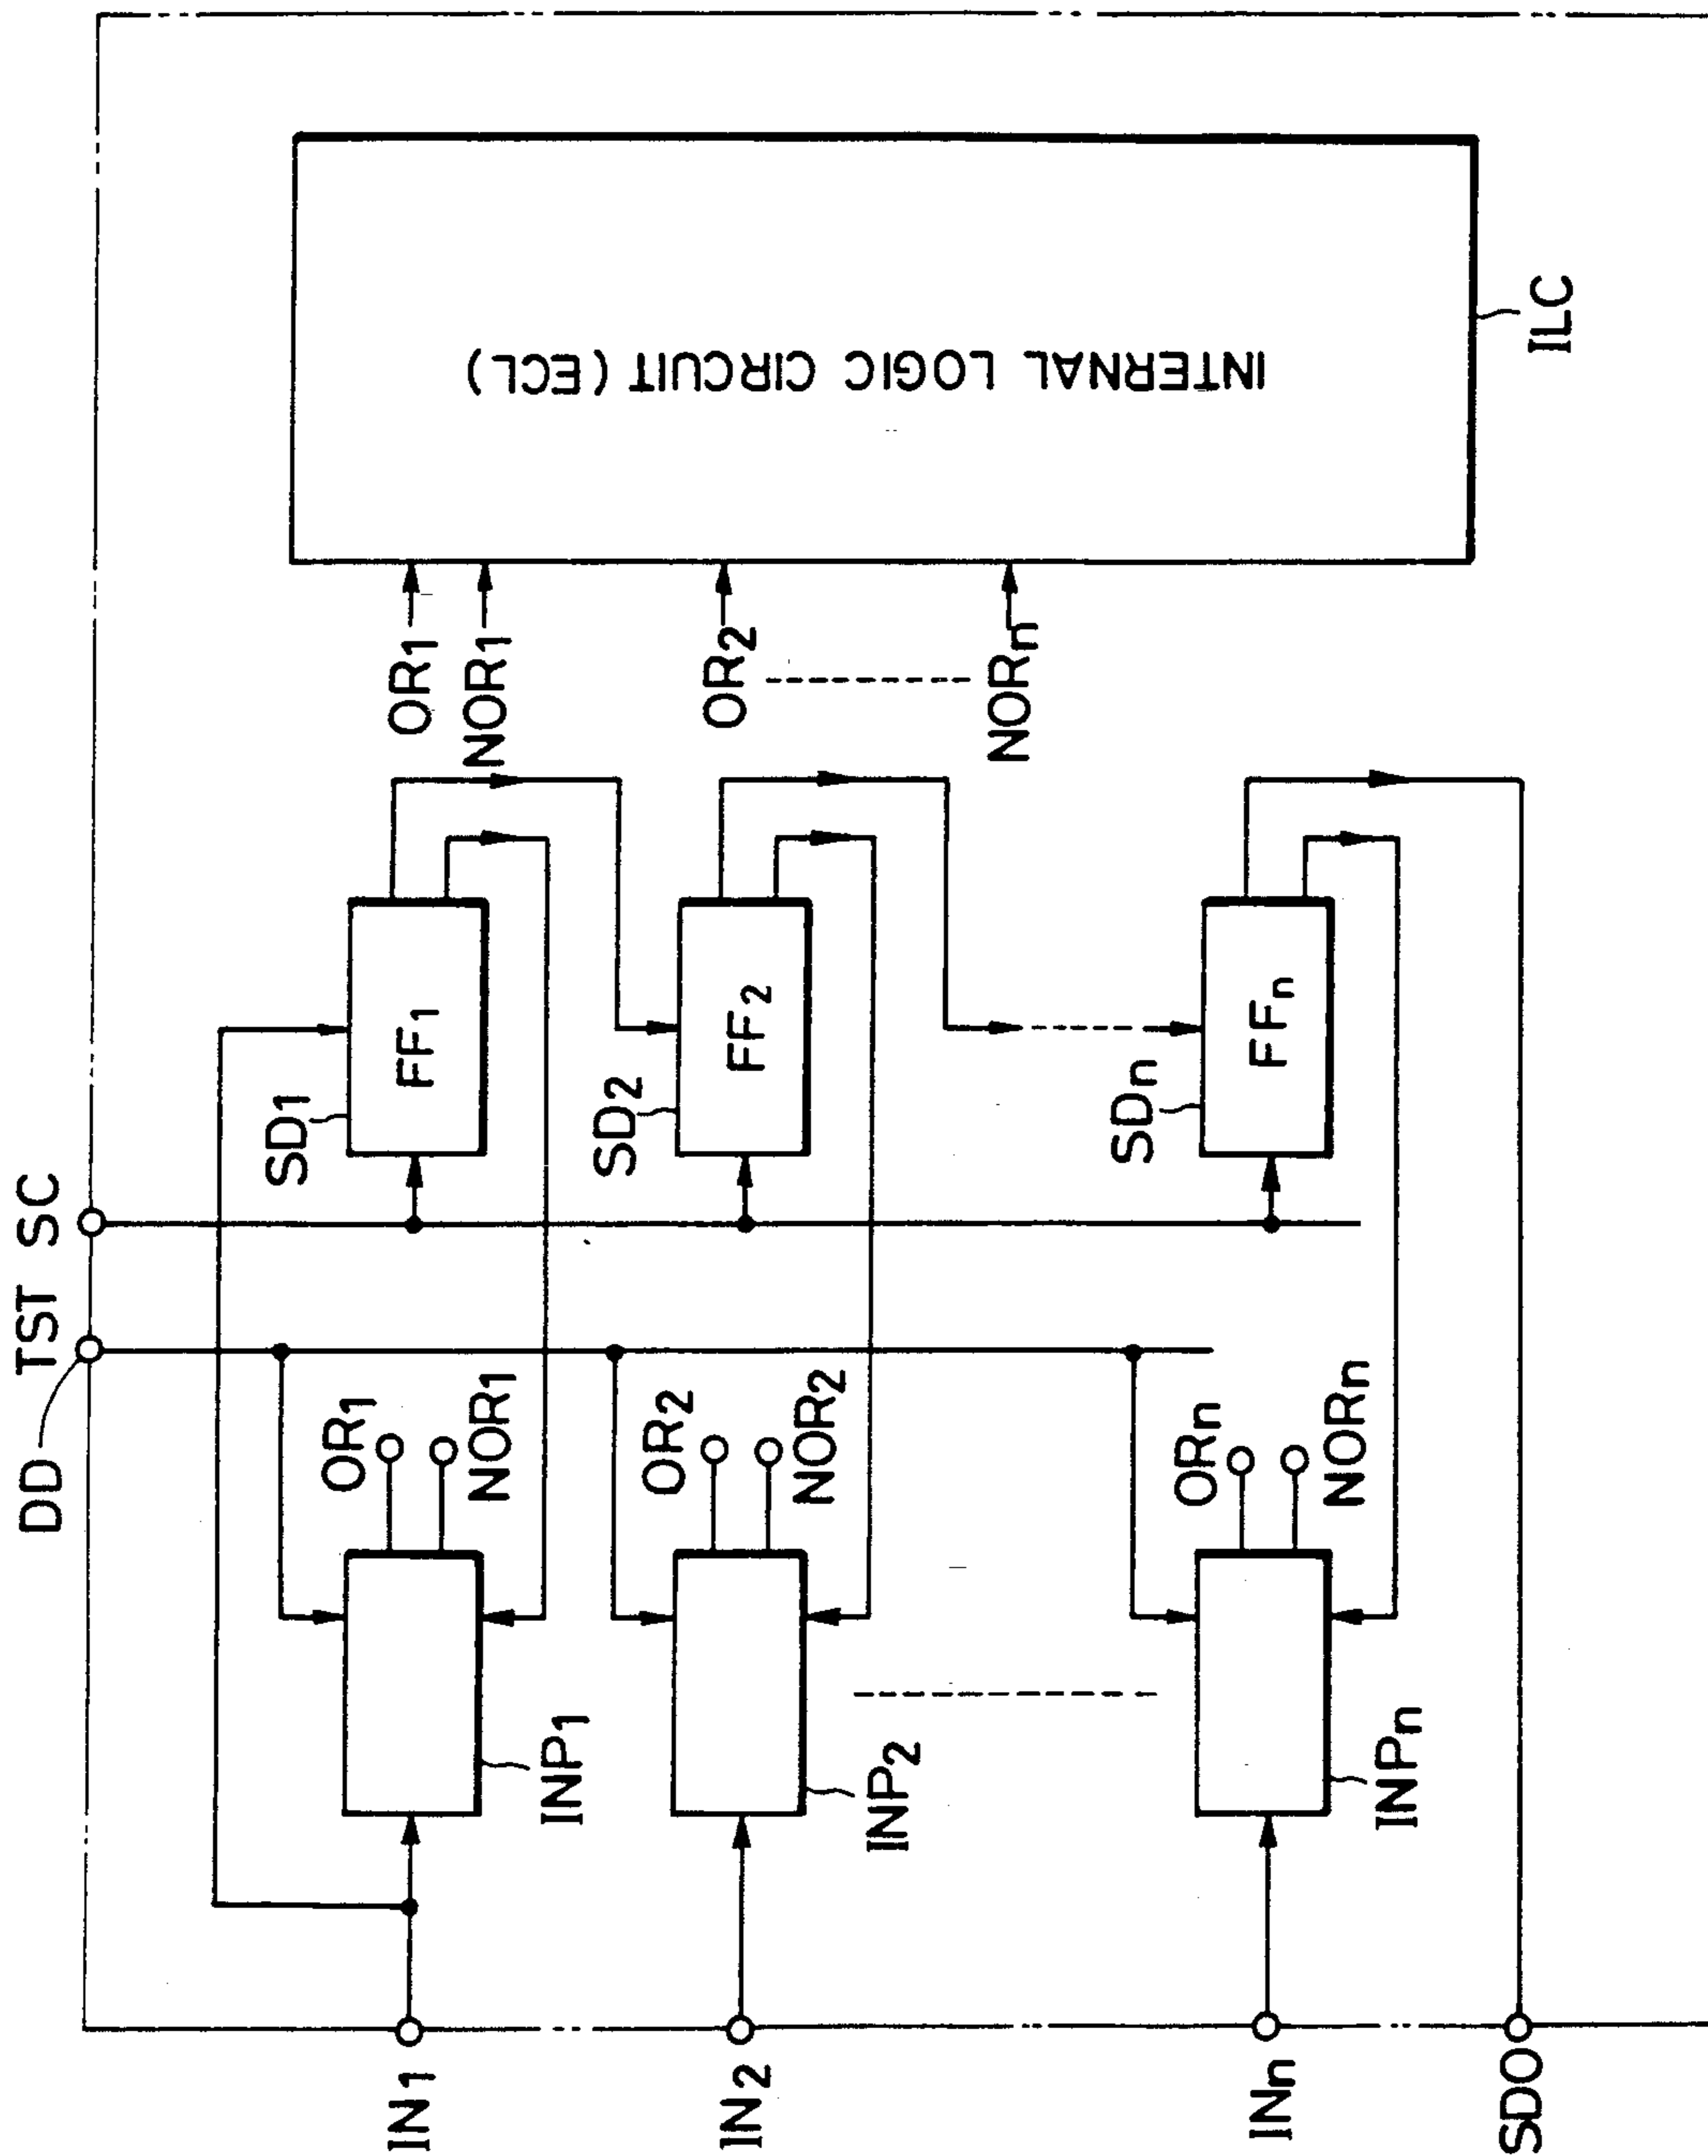 DD
TST
SC
IN1
IN2
INn
SDO
INP1
INP2
INPn
OR1
NOR1
OR2
NOR2
ORn
NORn
SD1
FF1
SD2
FF2
SDn
FFn
OR1
NOR1
OR2
NORn
INTERNAL LOGIC CIRCUIT (ECL)
ILC